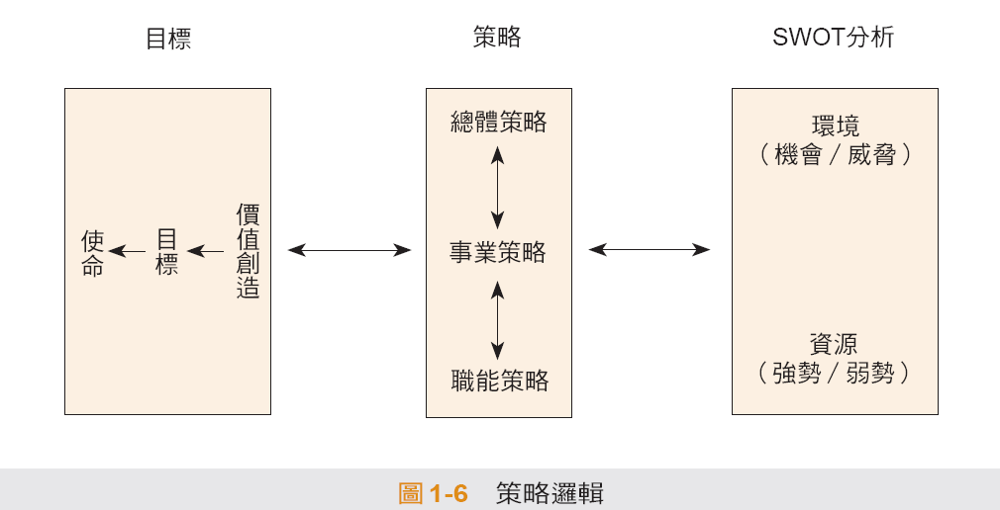 目標
策略
SWOT分析
使命
目標
價值創造
總體策略
事業策略
職能策略
環境
（機會／威脅）
資源
（強勢／弱勢）
圖 1-6 策略邏輯